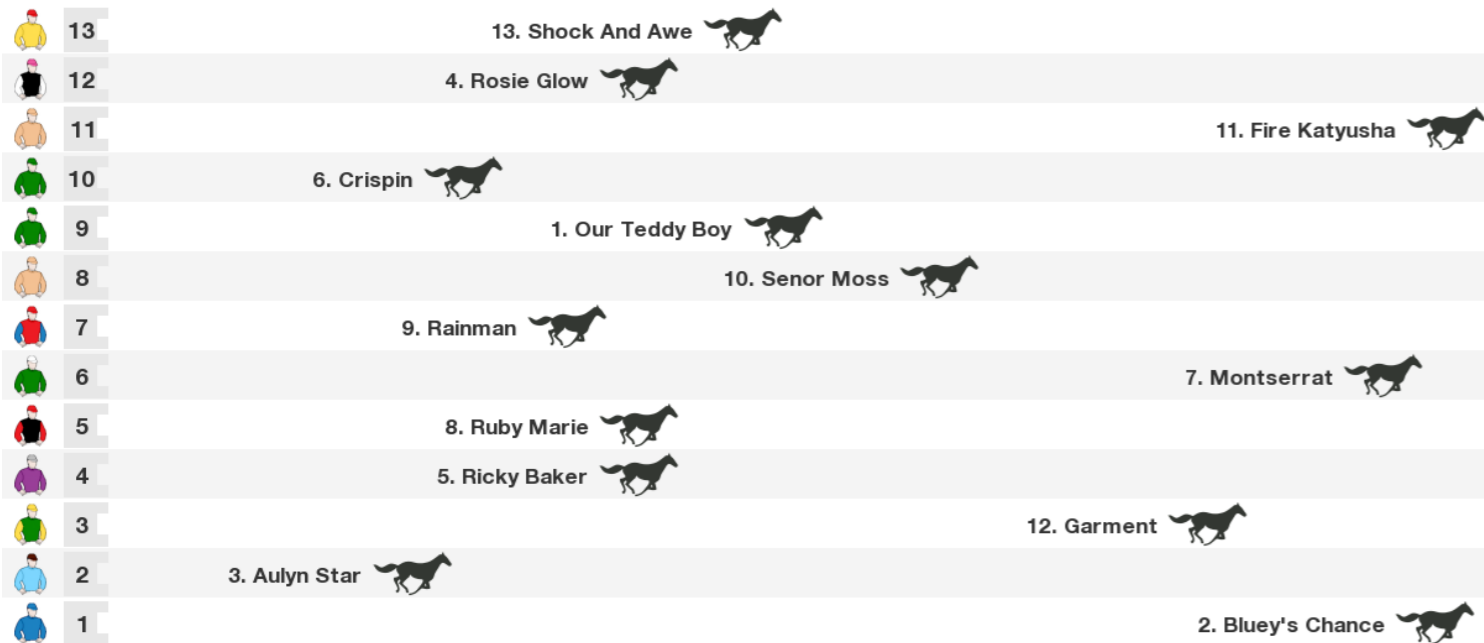 13 13. Shock And Awe
12 4. Rosie Glow
11 11. Fire Katyusha
10 6. Crispin
9 1. Our Teddy Boy
8 10. Senor Moss
7 9. Rainman
6 7. Montserrat
5 8. Ruby Marie
4 5. Ricky Baker
3 12. Garment
2 3. Aulyn Star
1 2. Bluey's Chance